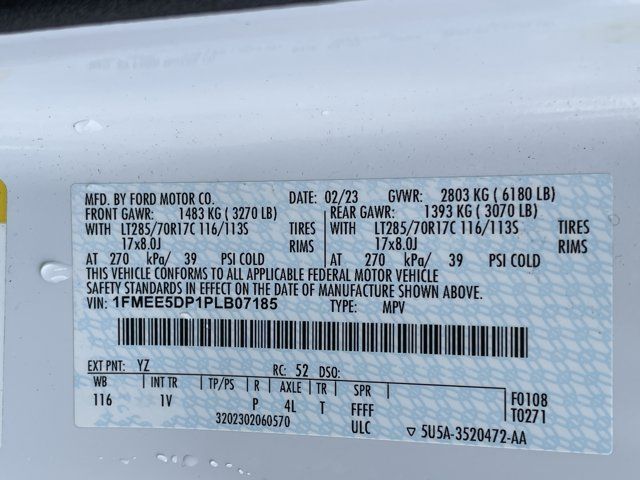 MFD. BY FORD MOTOR CO. DATE: 02/23 GVWR: 2803 KG ( 6180 LB)
FRONT GAWR: 1483 KG ( 3270 LB) REAR GAWR: 1393 KG ( 3070 LB)
WITH LT285/70R17C 116/113S TIRES WITH LT285/70R17C 116/113S TIRES
17x8.0J RIMS 17x8.0J RIMS
AT 270 kPa/ 39 PSI COLD AT 270 kPa/ 39 PSI COLD
THIS VEHICLE CONFORMS TO ALL APPLICABLE FEDERAL MOTOR VEHICLE
SAFETY STANDARDS IN EFFECT ON THE DATE OF MANUFACTURE SHOWN ABOVE.
VIN: 1FMEE5DP1PLB07185 TYPE: MPV
EXT PNT: YZ RC: 52 DSO:
WB INT TR TP/PS R AXLE TR SPR F0108
116 1V P 4L T FFFF T0271
3202302060570 ULC ▽ 5U5A-3520472-AA